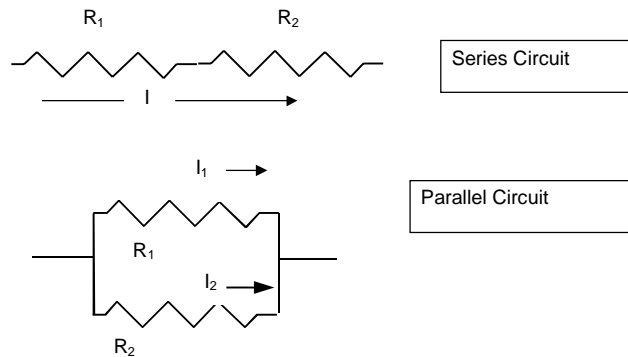 R₁ R₂
Series Circuit
I
I₁
Parallel Circuit
R₁
I₂
R₂